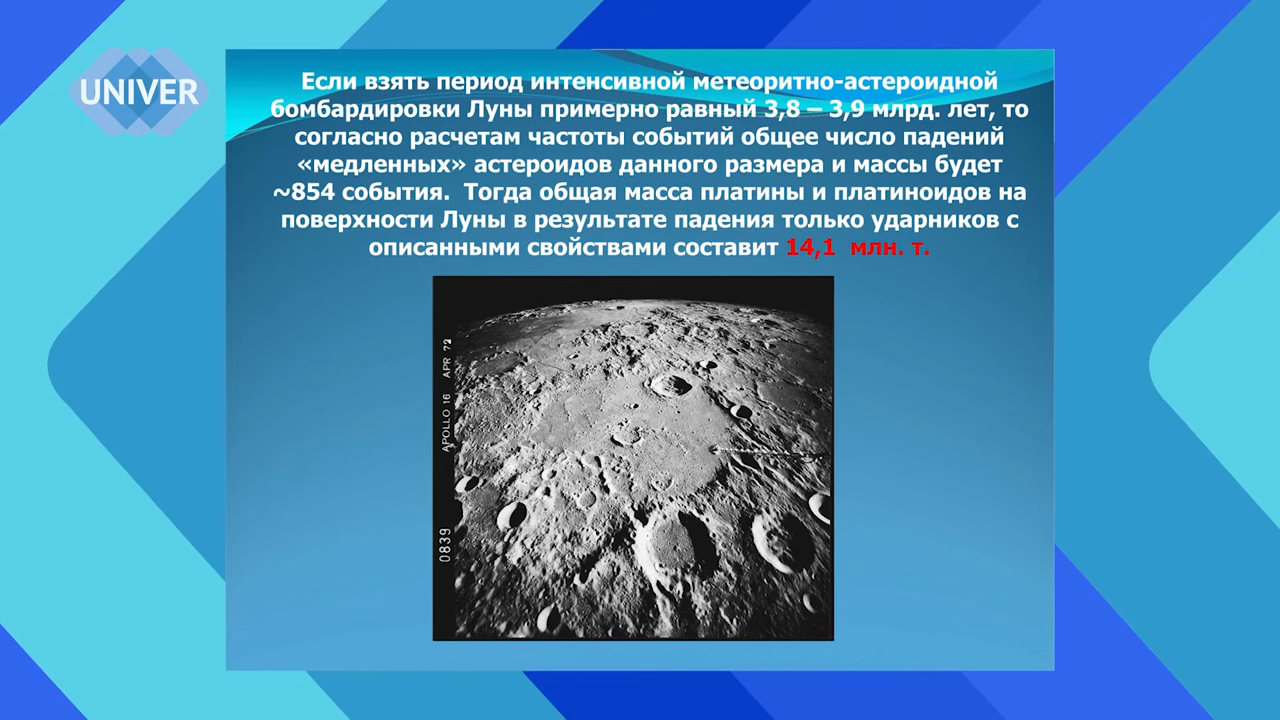 UNIVER
Если взять период интенсивной метеоритно-астероидной
бомбардировки Луны примерно равный 3,8 – 3,9 млрд. лет, то
согласно расчетам частоты событий общее число падений
«медленных» астероидов данного размера и массы будет
~854 события.  Тогда общая масса платины и платиноидов на
поверхности Луны в результате падения только ударников с
описанными свойствами составит 14,1  млн. т.
APOLLO 16 APR 72
0839